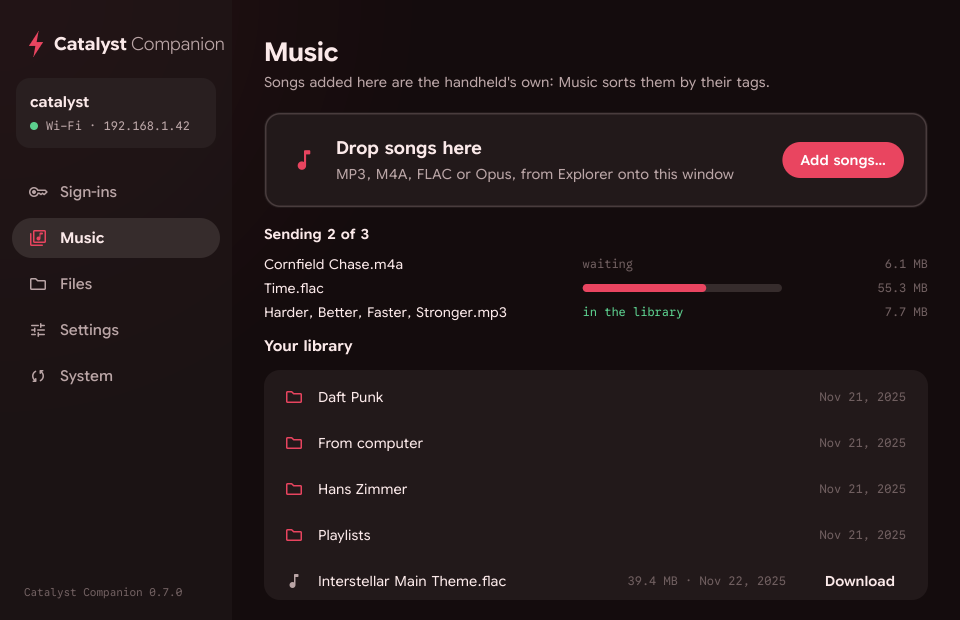 Catalyst Companion
catalyst
Wi-Fi · 192.168.1.42
Sign-ins
Music
Files
Settings
System
Catalyst Companion 0.7.0
Music
Songs added here are the handheld's own: Music sorts them by their tags.
Drop songs here
MP3, M4A, FLAC or Opus, from Explorer onto this window
Add songs…
Sending 2 of 3
Cornfield Chase.m4a waiting 6.1 MB
Time.flac 55.3 MB
Harder, Better, Faster, Stronger.mp3 in the library 7.7 MB
Your library
Daft Punk Nov 21, 2025
From computer Nov 21, 2025
Hans Zimmer Nov 21, 2025
Playlists Nov 21, 2025
Interstellar Main Theme.flac 39.4 MB · Nov 22, 2025 Download